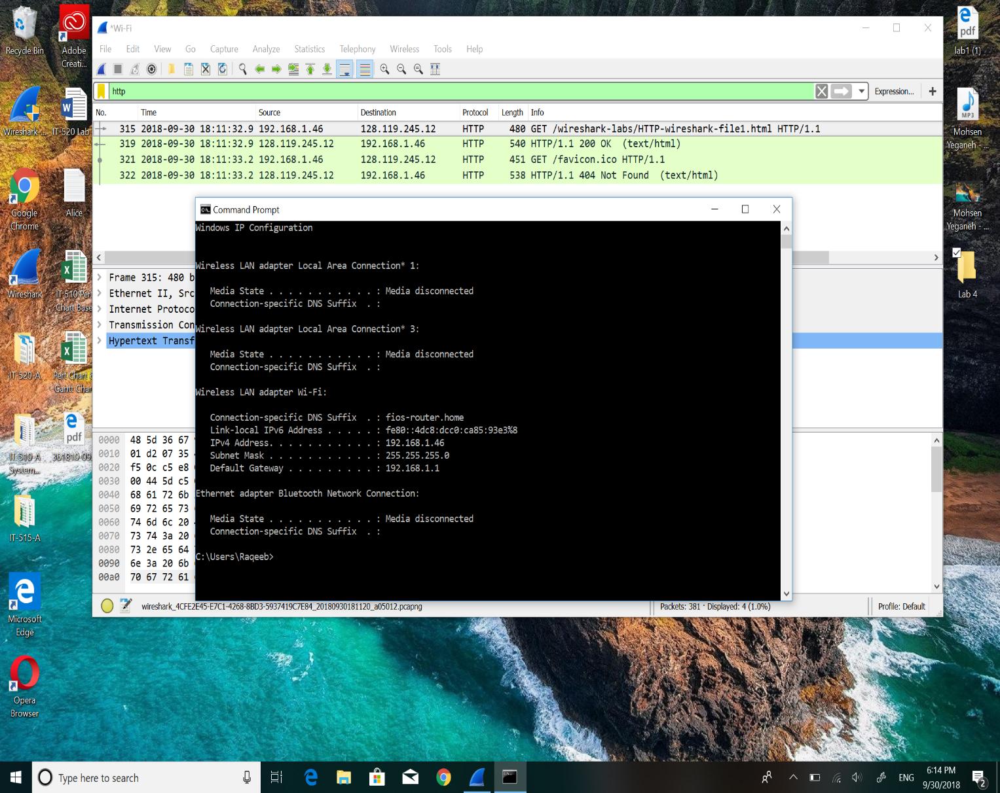 Recycle Bin
Adobe
Creati...
Wireshark -...
IT-520 Lab
Google
Chrome
Alice
Wireshark
IT-510 Pert
Chart Base
IT-520-A
Pert Chart &
Gantt Char
IT-510-A
System...
361810-09
IT-515-A
Microsoft
Edge
Opera
Browser
*Wi-Fi
File Edit View Go Capture Analyze Statistics Telephony Wireless Tools Help
http
Expression... +
No. Time Source Destination Protocol Length Info
315 2018-09-30 18:11:32.9 192.168.1.46 128.119.245.12 HTTP 480 GET /wireshark-labs/HTTP-wireshark-file1.html HTTP/1.1
319 2018-09-30 18:11:32.9 128.119.245.12 192.168.1.46 HTTP 540 HTTP/1.1 200 OK (text/html)
321 2018-09-30 18:11:33.2 192.168.1.46 128.119.245.12 HTTP 451 GET /favicon.ico HTTP/1.1
322 2018-09-30 18:11:33.2 128.119.245.12 192.168.1.46 HTTP 538 HTTP/1.1 404 Not Found (text/html)
Frame 315: 480 b
Ethernet II, Src
Internet Protoco
Transmission Con
Hypertext Transf
0000 48 5d 36 67
0010 01 d2 07 35
0020 f5 0c c5 e8
0030 00 44 5d c5
0040 68 61 72 6b
0050 69 72 65 73
0060 74 6d 6c 20
0070 73 74 3a 20
0080 73 2e 65 64
0090 6e 3a 20 6b
00a0 70 67 72 61
Command Prompt
Windows IP Configuration
Wireless LAN adapter Local Area Connection* 1:
Media State . . . . . . . . . . . : Media disconnected
Connection-specific DNS Suffix . :
Wireless LAN adapter Local Area Connection* 3:
Media State . . . . . . . . . . . : Media disconnected
Connection-specific DNS Suffix . :
Wireless LAN adapter Wi-Fi:
Connection-specific DNS Suffix . : fios-router.home
Link-local IPv6 Address . . . . . : fe80::4dc8:dcc0:ca85:93e3%8
IPv4 Address. . . . . . . . . . . : 192.168.1.46
Subnet Mask . . . . . . . . . . . : 255.255.255.0
Default Gateway . . . . . . . . . : 192.168.1.1
Ethernet adapter Bluetooth Network Connection:
Media State . . . . . . . . . . . : Media disconnected
Connection-specific DNS Suffix . :
C:\Users\Raqeeb>
wireshark_4CFE2E45-E7C1-4268-8BD3-5937419C7E84_20180930181120_a05012.pcapng
Packets: 381 · Displayed: 4 (1.0%)
Profile: Default
pdf
lab1 (1)
MP3
Mohsen
Yeganeh - ...
Mohsen
Yeganeh - ...
Lab 4
pdf
Type here to search
ENG
6:14 PM
9/30/2018
2